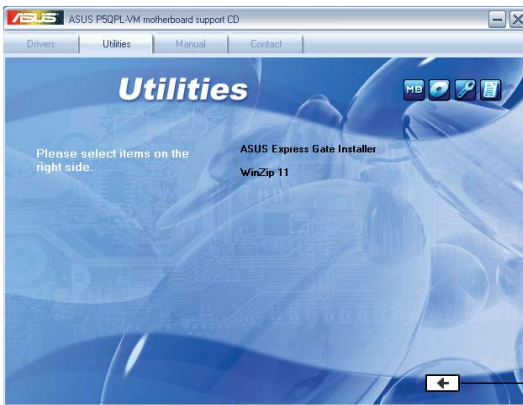 ASUS ASUS P5QPL-VM motherboard support CD
Drivers Utilities Manual Contact
Utilities
MB
Please select items on the
right side.
ASUS Express Gate Installer
WinZip 11